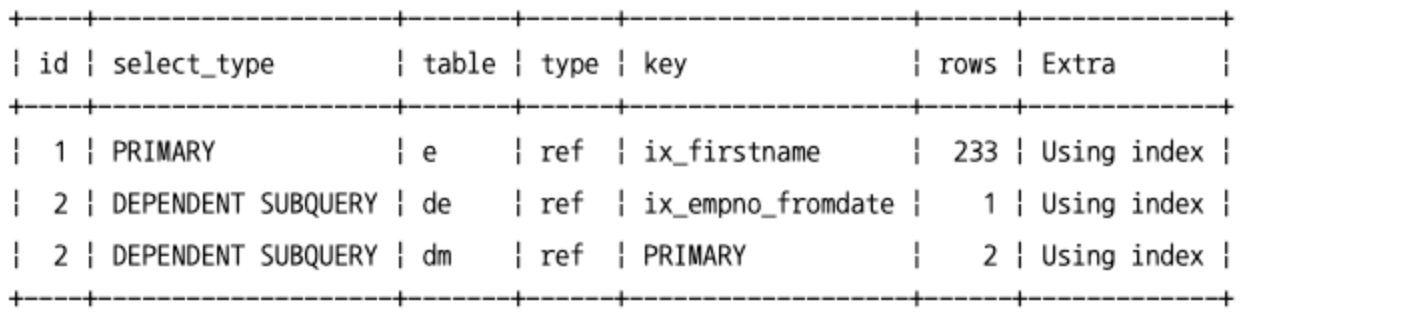 +----+--------------------+-------+------+-------------------+------+-------------+
| id | select_type        | table | type | key               | rows | Extra       |
+----+--------------------+-------+------+-------------------+------+-------------+
|  1 | PRIMARY            | e     | ref  | ix_firstname      |  233 | Using index |
|  2 | DEPENDENT SUBQUERY | de    | ref  | ix_empno_fromdate |    1 | Using index |
|  2 | DEPENDENT SUBQUERY | dm    | ref  | PRIMARY           |    2 | Using index |
+----+--------------------+-------+------+-------------------+------+-------------+